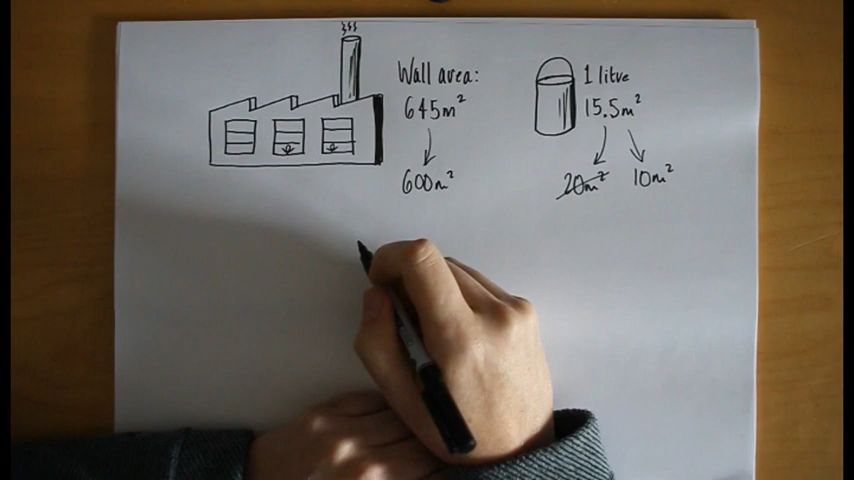 Wall area:
645m²
600m²
1 litre
15.5m²
20m² 10m²